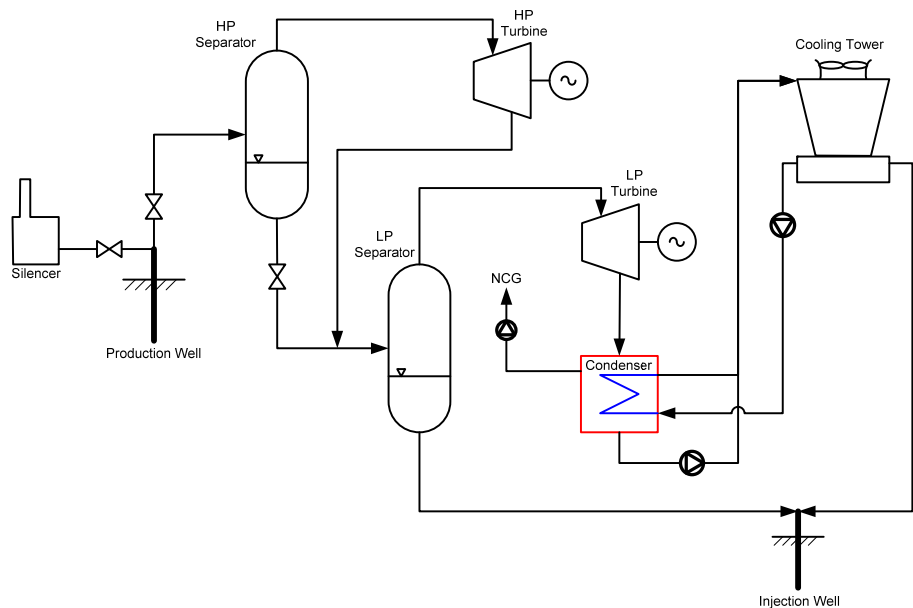 HP
Separator
HP
Turbine
Cooling Tower
LP
Turbine
LP
Separator
Silencer
NCG
Production Well
Condenser
Injection Well